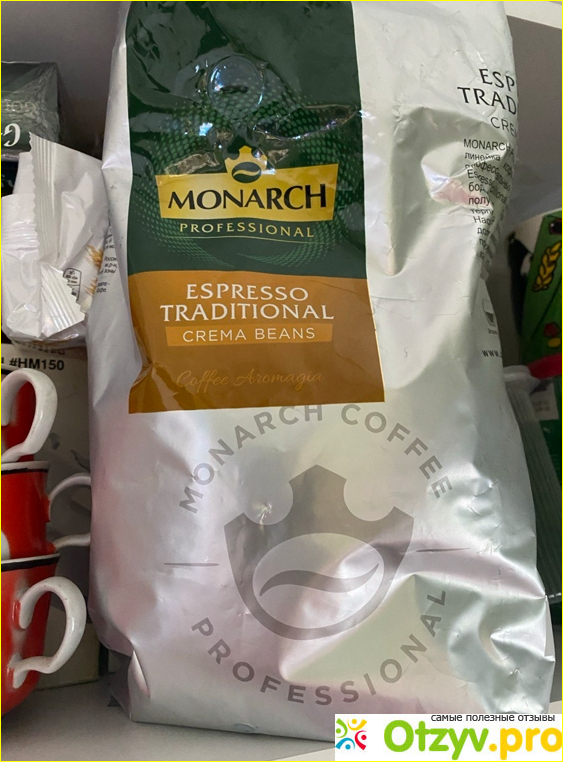 MONARCH
PROFESSIONAL
ESPRESSO
TRADITIONAL
CREMA BEANS
Coffee Aromagia
MONARCH COFFEE
PROFESSIONAL
ESP
TRAD
CRE
MONARCH
#HM150
самые полезные отзывы
Otzyv.pro